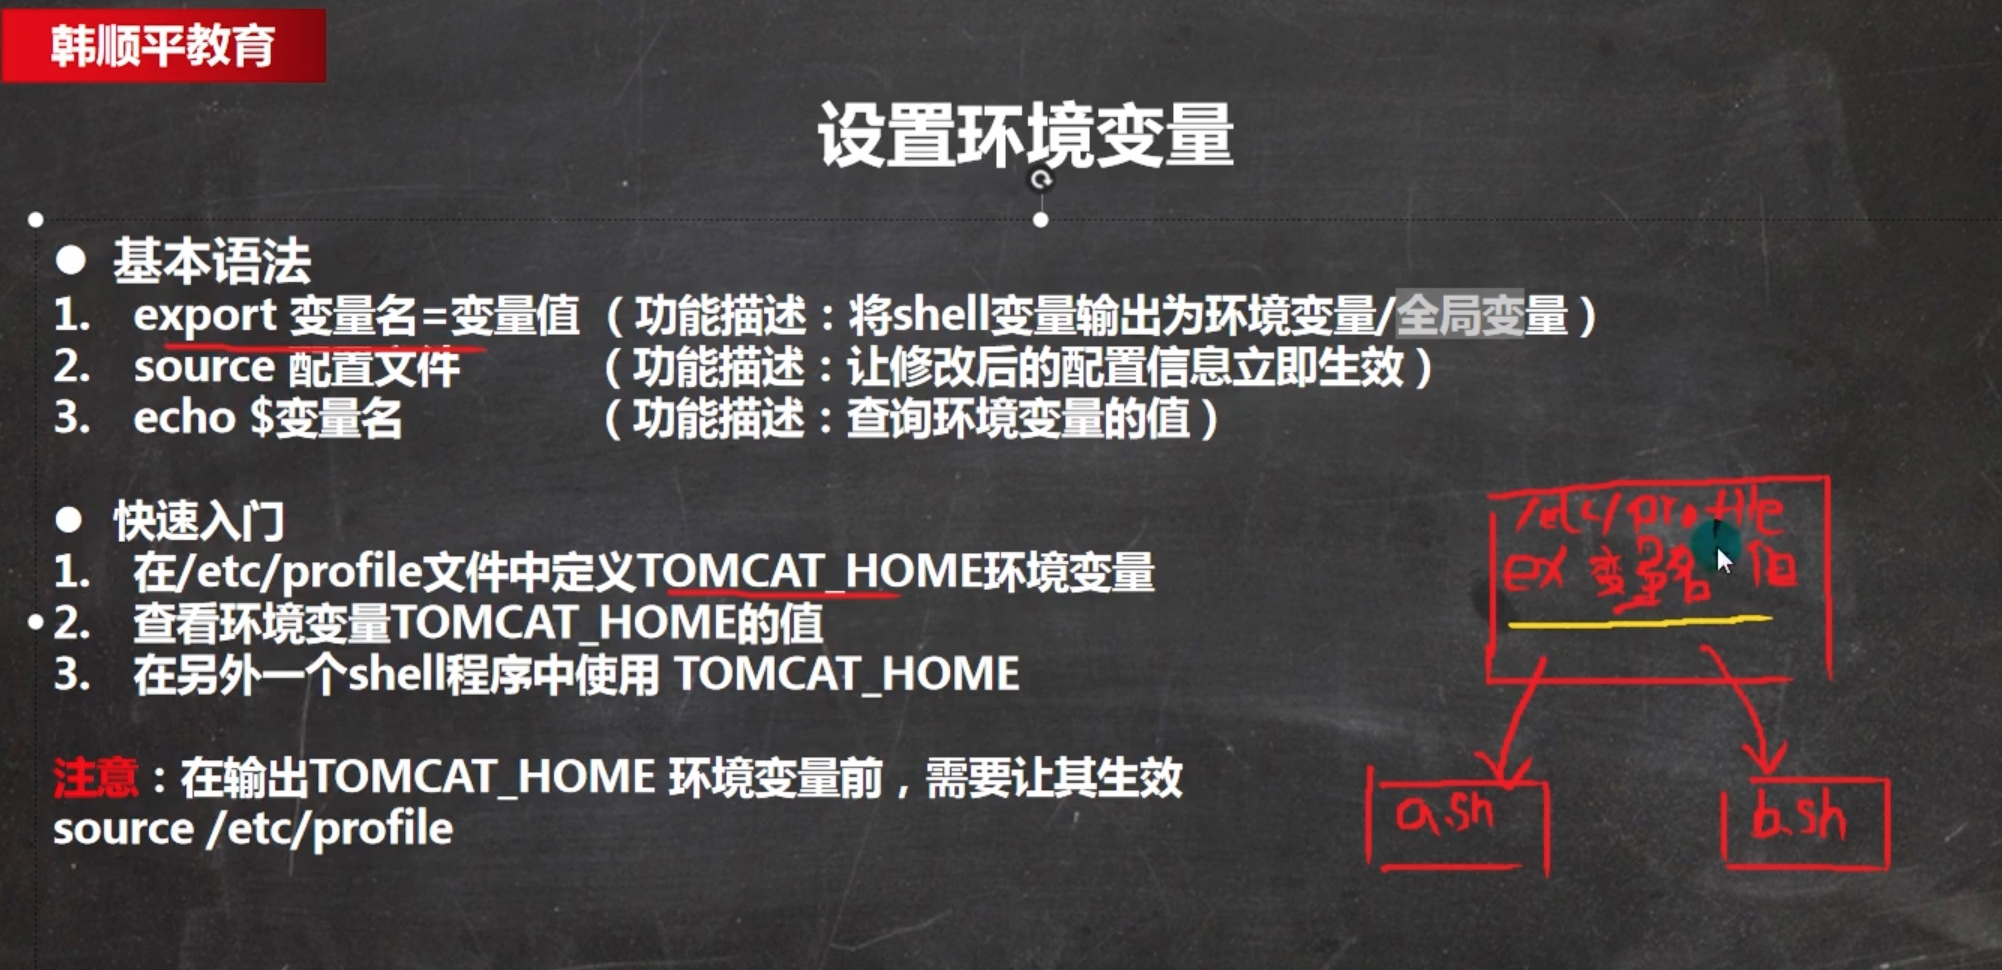 韩顺平教育
设置环境变量
● 基本语法
1. export 变量名=变量值（功能描述：将shell变量输出为环境变量/全局变量）
2. source 配置文件 （功能描述：让修改后的配置信息立即生效）
3. echo $变量名 （功能描述：查询环境变量的值）
● 快速入门
1. 在/etc/profile文件中定义TOMCAT_HOME环境变量
2. 查看环境变量TOMCAT_HOME的值
3. 在另外一个shell程序中使用 TOMCAT_HOME
注意：在输出TOMCAT_HOME 环境变量前，需要让其生效
source /etc/profile
/etc/profile
ex 变量名 值
a.sh
b.sh